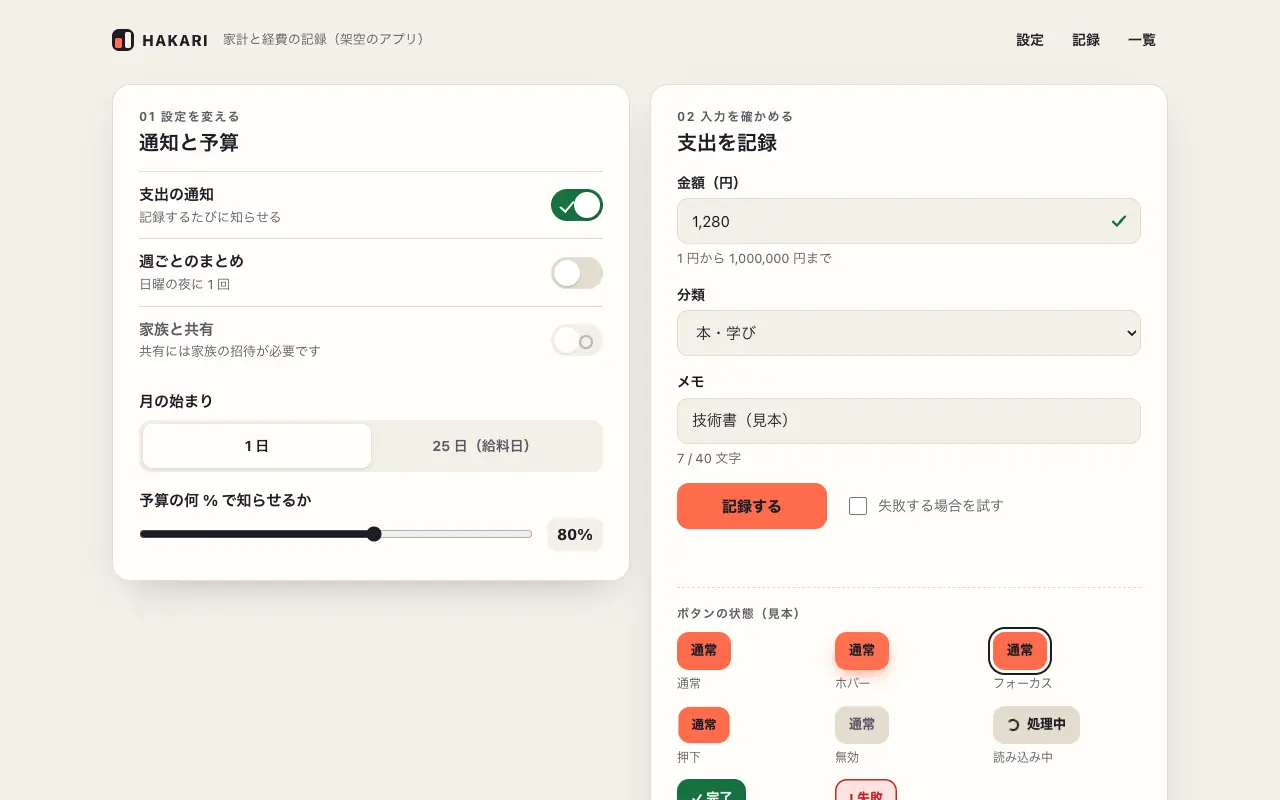 HAKARI 家計と経費の記録（架空のアプリ）
設定 記録 一覧
01 設定を変える
通知と予算
支出の通知
記録するたびに知らせる
週ごとのまとめ
日曜の夜に 1 回
家族と共有
共有には家族の招待が必要です
月の始まり
1 日 25 日（給料日）
予算の何 % で知らせるか
80%
02 入力を確かめる
支出を記録
金額（円）
1,280
1 円から 1,000,000 円まで
分類
本・学び
メモ
技術書（見本）
7 / 40 文字
記録する 失敗する場合を試す
ボタンの状態（見本）
通常 通常 通常
通常 ホバー フォーカス
通常 通常 処理中
押下 無効 読み込み中
完了 ! 失敗